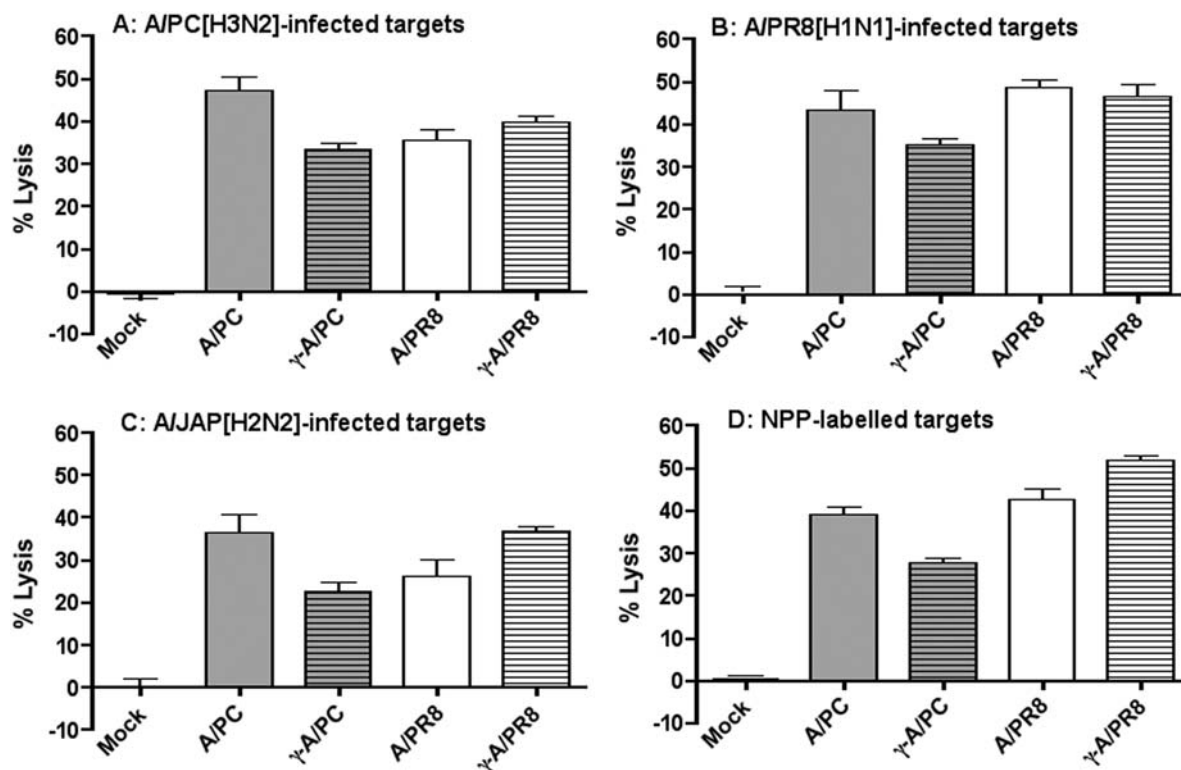 A: A/PC[H3N2]-infected targets
60
50
40
30
20
10
0
-10
% Lysis
Mock
A/PC
γ-A/PC
A/PR8
γ-A/PR8
B: A/PR8[H1N1]-infected targets
60
50
40
30
20
10
0
-10
% Lysis
Mock
A/PC
γ-A/PC
A/PR8
γ-A/PR8
C: A/JAP[H2N2]-infected targets
60
50
40
30
20
10
0
-10
% Lysis
Mock
A/PC
γ-A/PC
A/PR8
γ-A/PR8
D: NPP-labelled targets
60
50
40
30
20
10
0
-10
% Lysis
Mock
A/PC
γ-A/PC
A/PR8
γ-A/PR8